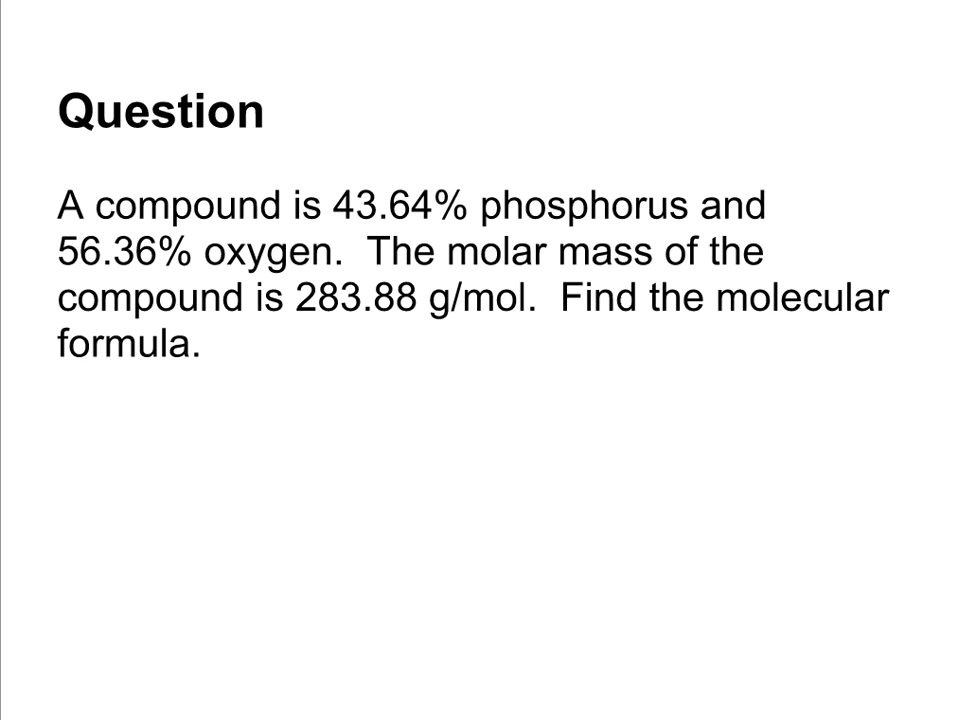 Question
A compound is 43.64% phosphorus and
56.36% oxygen.  The molar mass of the
compound is 283.88 g/mol.  Find the molecular
formula.